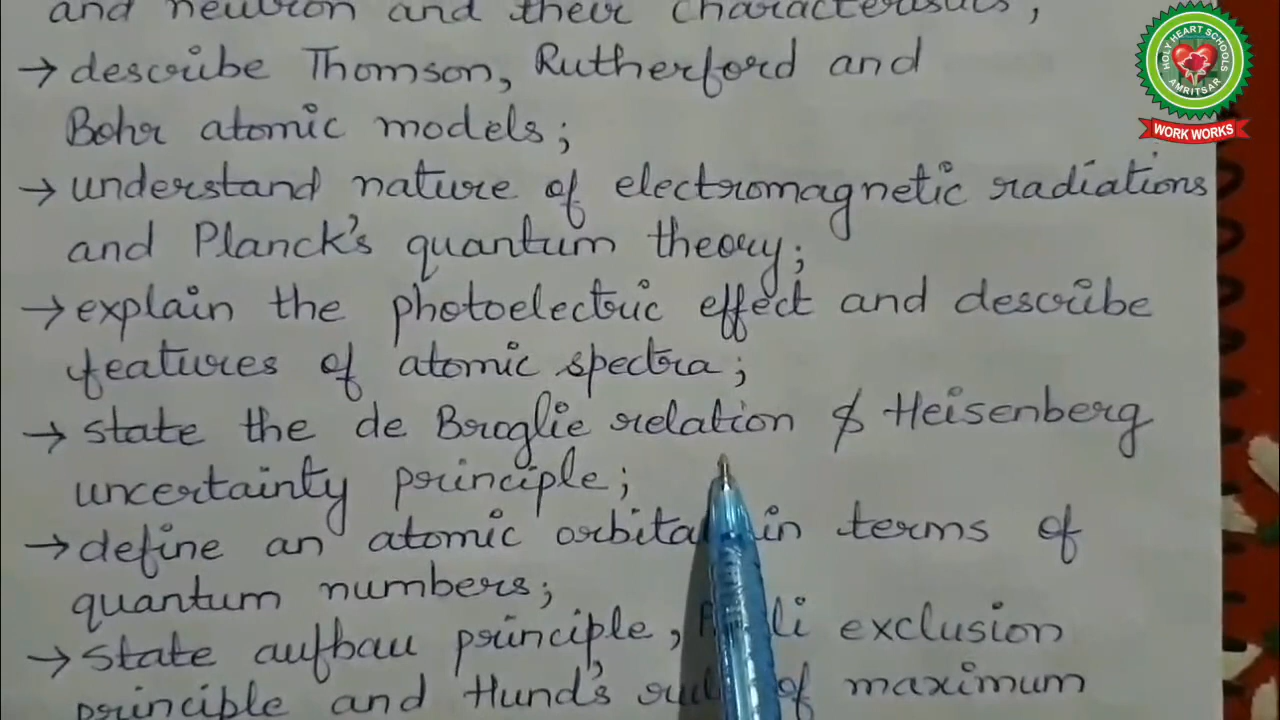 and neutron and their characteristics;
→ describe Thomson, Rutherford and
Bohr atomic models;
→ understand nature of electromagnetic radiations
and Planck's quantum theory;
→ explain the photoelectric effect and describe
features of atomic spectra;
→ state the de Broglie relation & Heisenberg
uncertainty principle;
→ define an atomic orbital in terms of
quantum numbers;
→ state aufbau principle, Pauli exclusion
principle and Hund's rule of maximum
HOLY HEART SCHOOLS
AMRITSAR
WORK WORKS